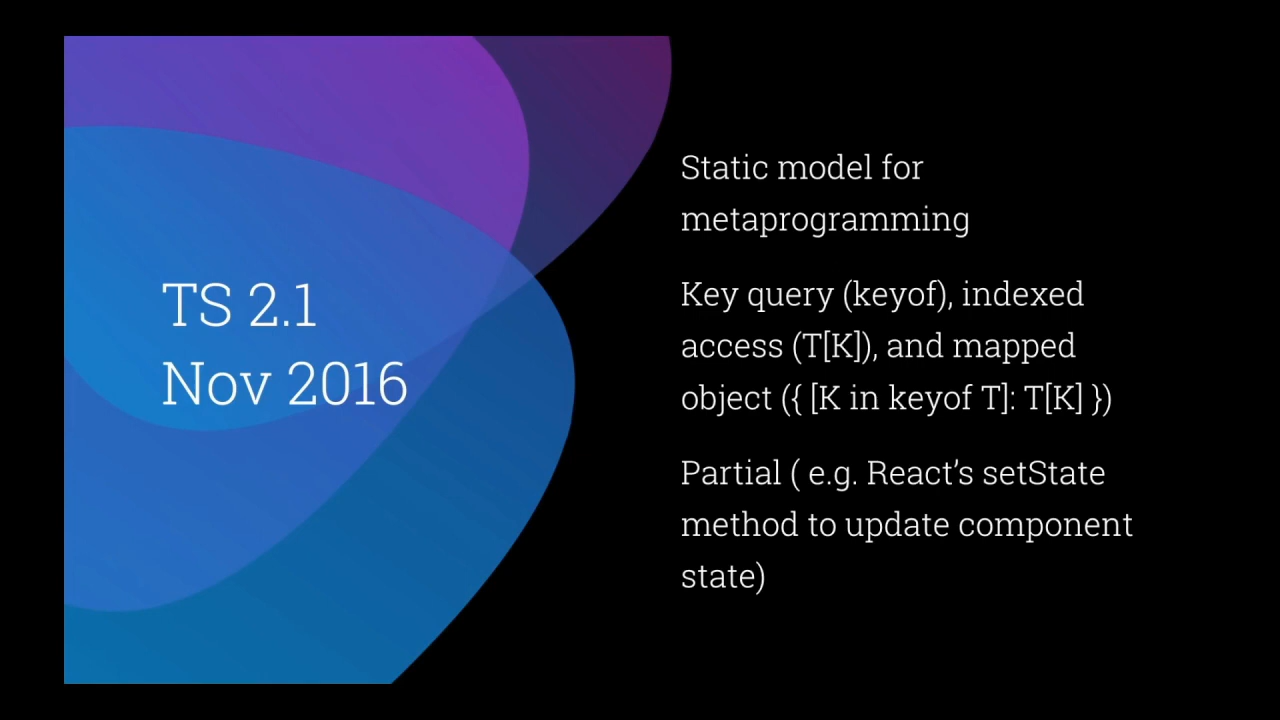 TS 2.1
Nov 2016
Static model for
metaprogramming
Key query (keyof), indexed
access (T[K]), and mapped
object ({ [K in keyof T]: T[K] })
Partial ( e.g. React’s setState
method to update component
state)